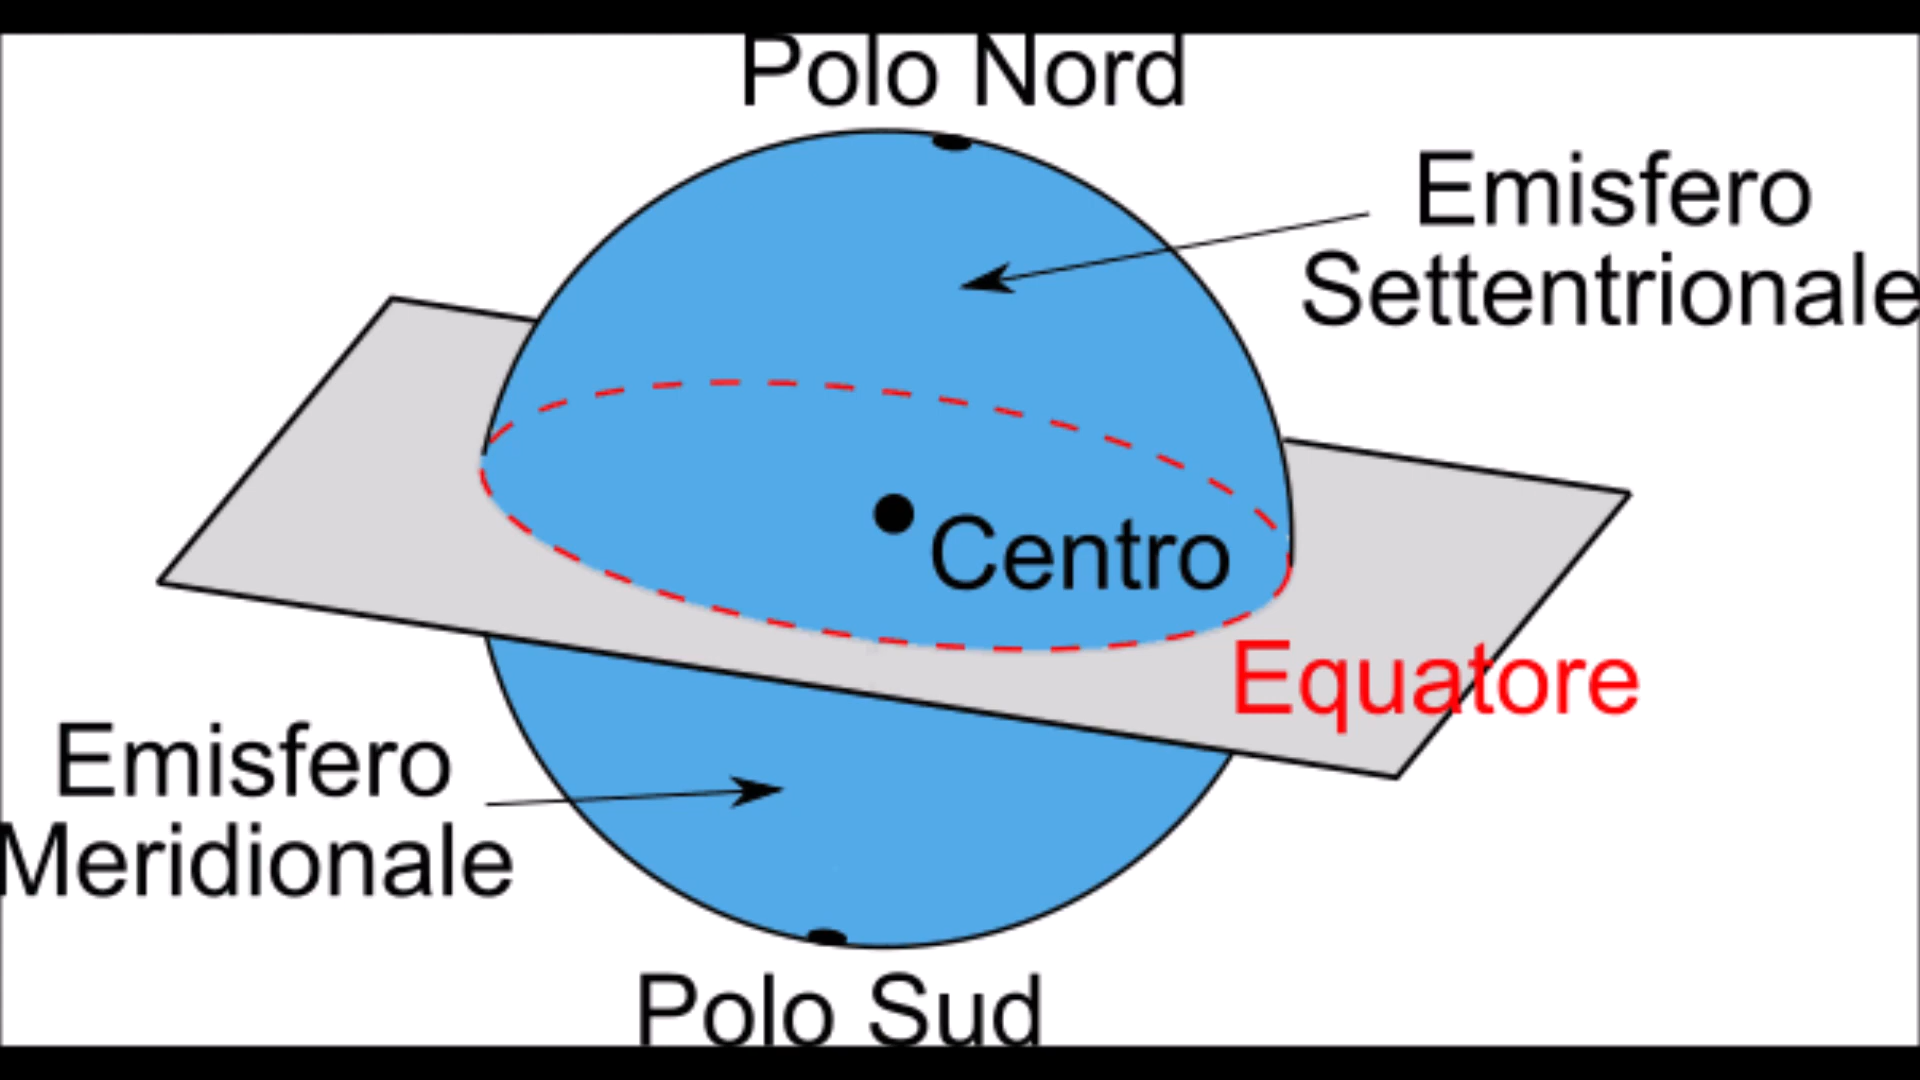 Polo Nord
Emisfero
Settentrionale
Centro
Equatore
Emisfero
Meridionale
Polo Sud